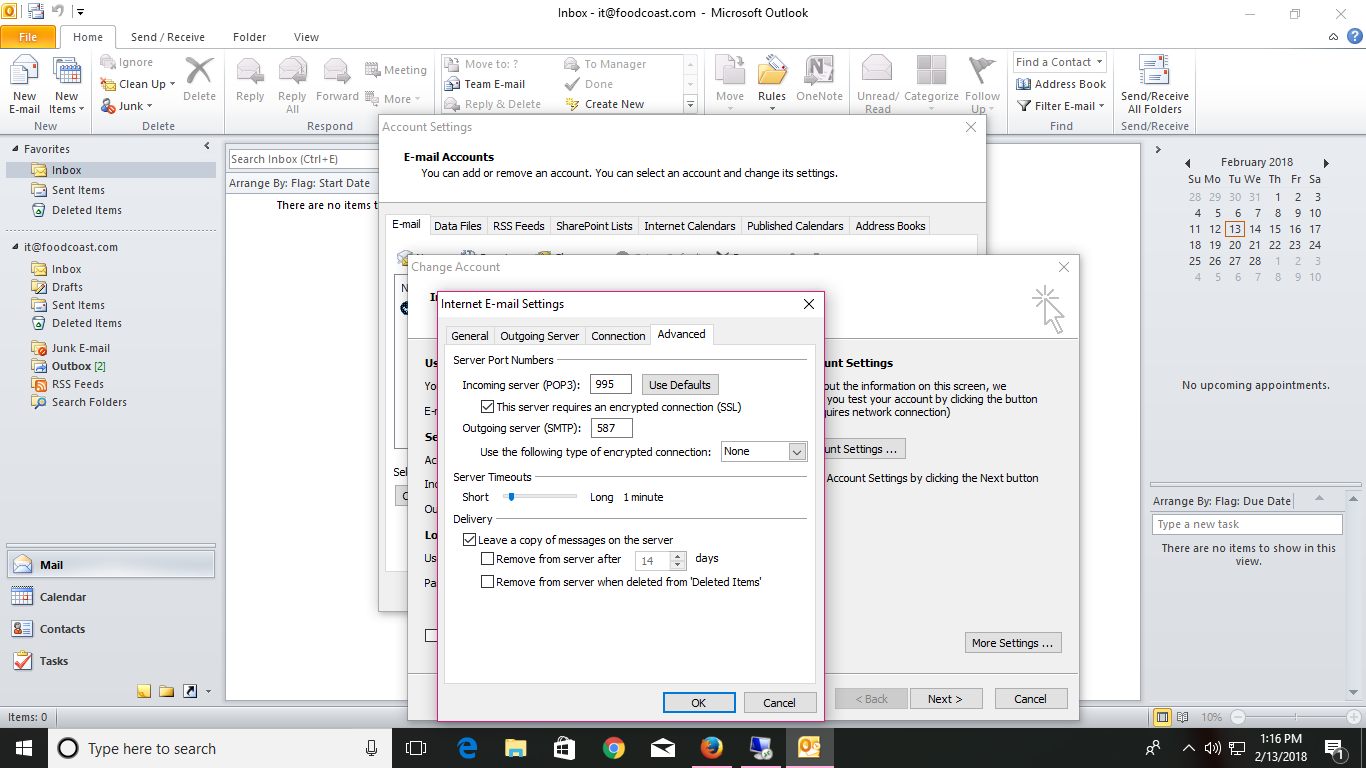 Inbox - it@foodcoast.com - Microsoft Outlook
File Home Send / Receive Folder View
New E-mail
New Items
New
Ignore
Clean Up
Junk
Delete
Delete
Reply
Reply All
Forward
Meeting
More
Respond
Move to: ?
Team E-mail
Reply & Delete
To Manager
Done
Create New
Move
Rules
OneNote
Unread/ Read
Categorize
Follow Up
Find a Contact
Address Book
Filter E-mail
Find
Send/Receive All Folders
Send/Receive
Favorites
Inbox
Sent Items
Deleted Items
it@foodcoast.com
Inbox
Drafts
Sent Items
Deleted Items
Junk E-mail
Outbox [2]
RSS Feeds
Search Folders
Mail
Calendar
Contacts
Tasks
Search Inbox (Ctrl+E)
Arrange By: Flag: Start Date
There are no items t
Account Settings
E-mail Accounts
You can add or remove an account. You can select an account and change its settings.
E-mail Data Files RSS Feeds SharePoint Lists Internet Calendars Published Calendars Address Books
Change Account
Internet E-mail Settings
General Outgoing Server Connection Advanced
Server Port Numbers
Incoming server (POP3): 995 Use Defaults
This server requires an encrypted connection (SSL)
Outgoing server (SMTP): 587
Use the following type of encrypted connection: None
Server Timeouts
Short Long 1 minute
Delivery
Leave a copy of messages on the server
Remove from server after 14 days
Remove from server when deleted from 'Deleted Items'
OK Cancel
unt Settings
out the information on this screen, we
you test your account by clicking the button
quires network connection)
unt Settings ...
Account Settings by clicking the Next button
More Settings ...
< Back Next > Cancel
February 2018
Su Mo Tu We Th Fr Sa
28 29 30 31 1 2 3
4 5 6 7 8 9 10
11 12 13 14 15 16 17
18 19 20 21 22 23 24
25 26 27 28 1 2 3
4 5 6 7 8 9 10
No upcoming appointments.
Arrange By: Flag: Due Date
Type a new task
There are no items to show in this
view.
Items: 0
10%
Type here to search
1:16 PM
2/13/2018
1